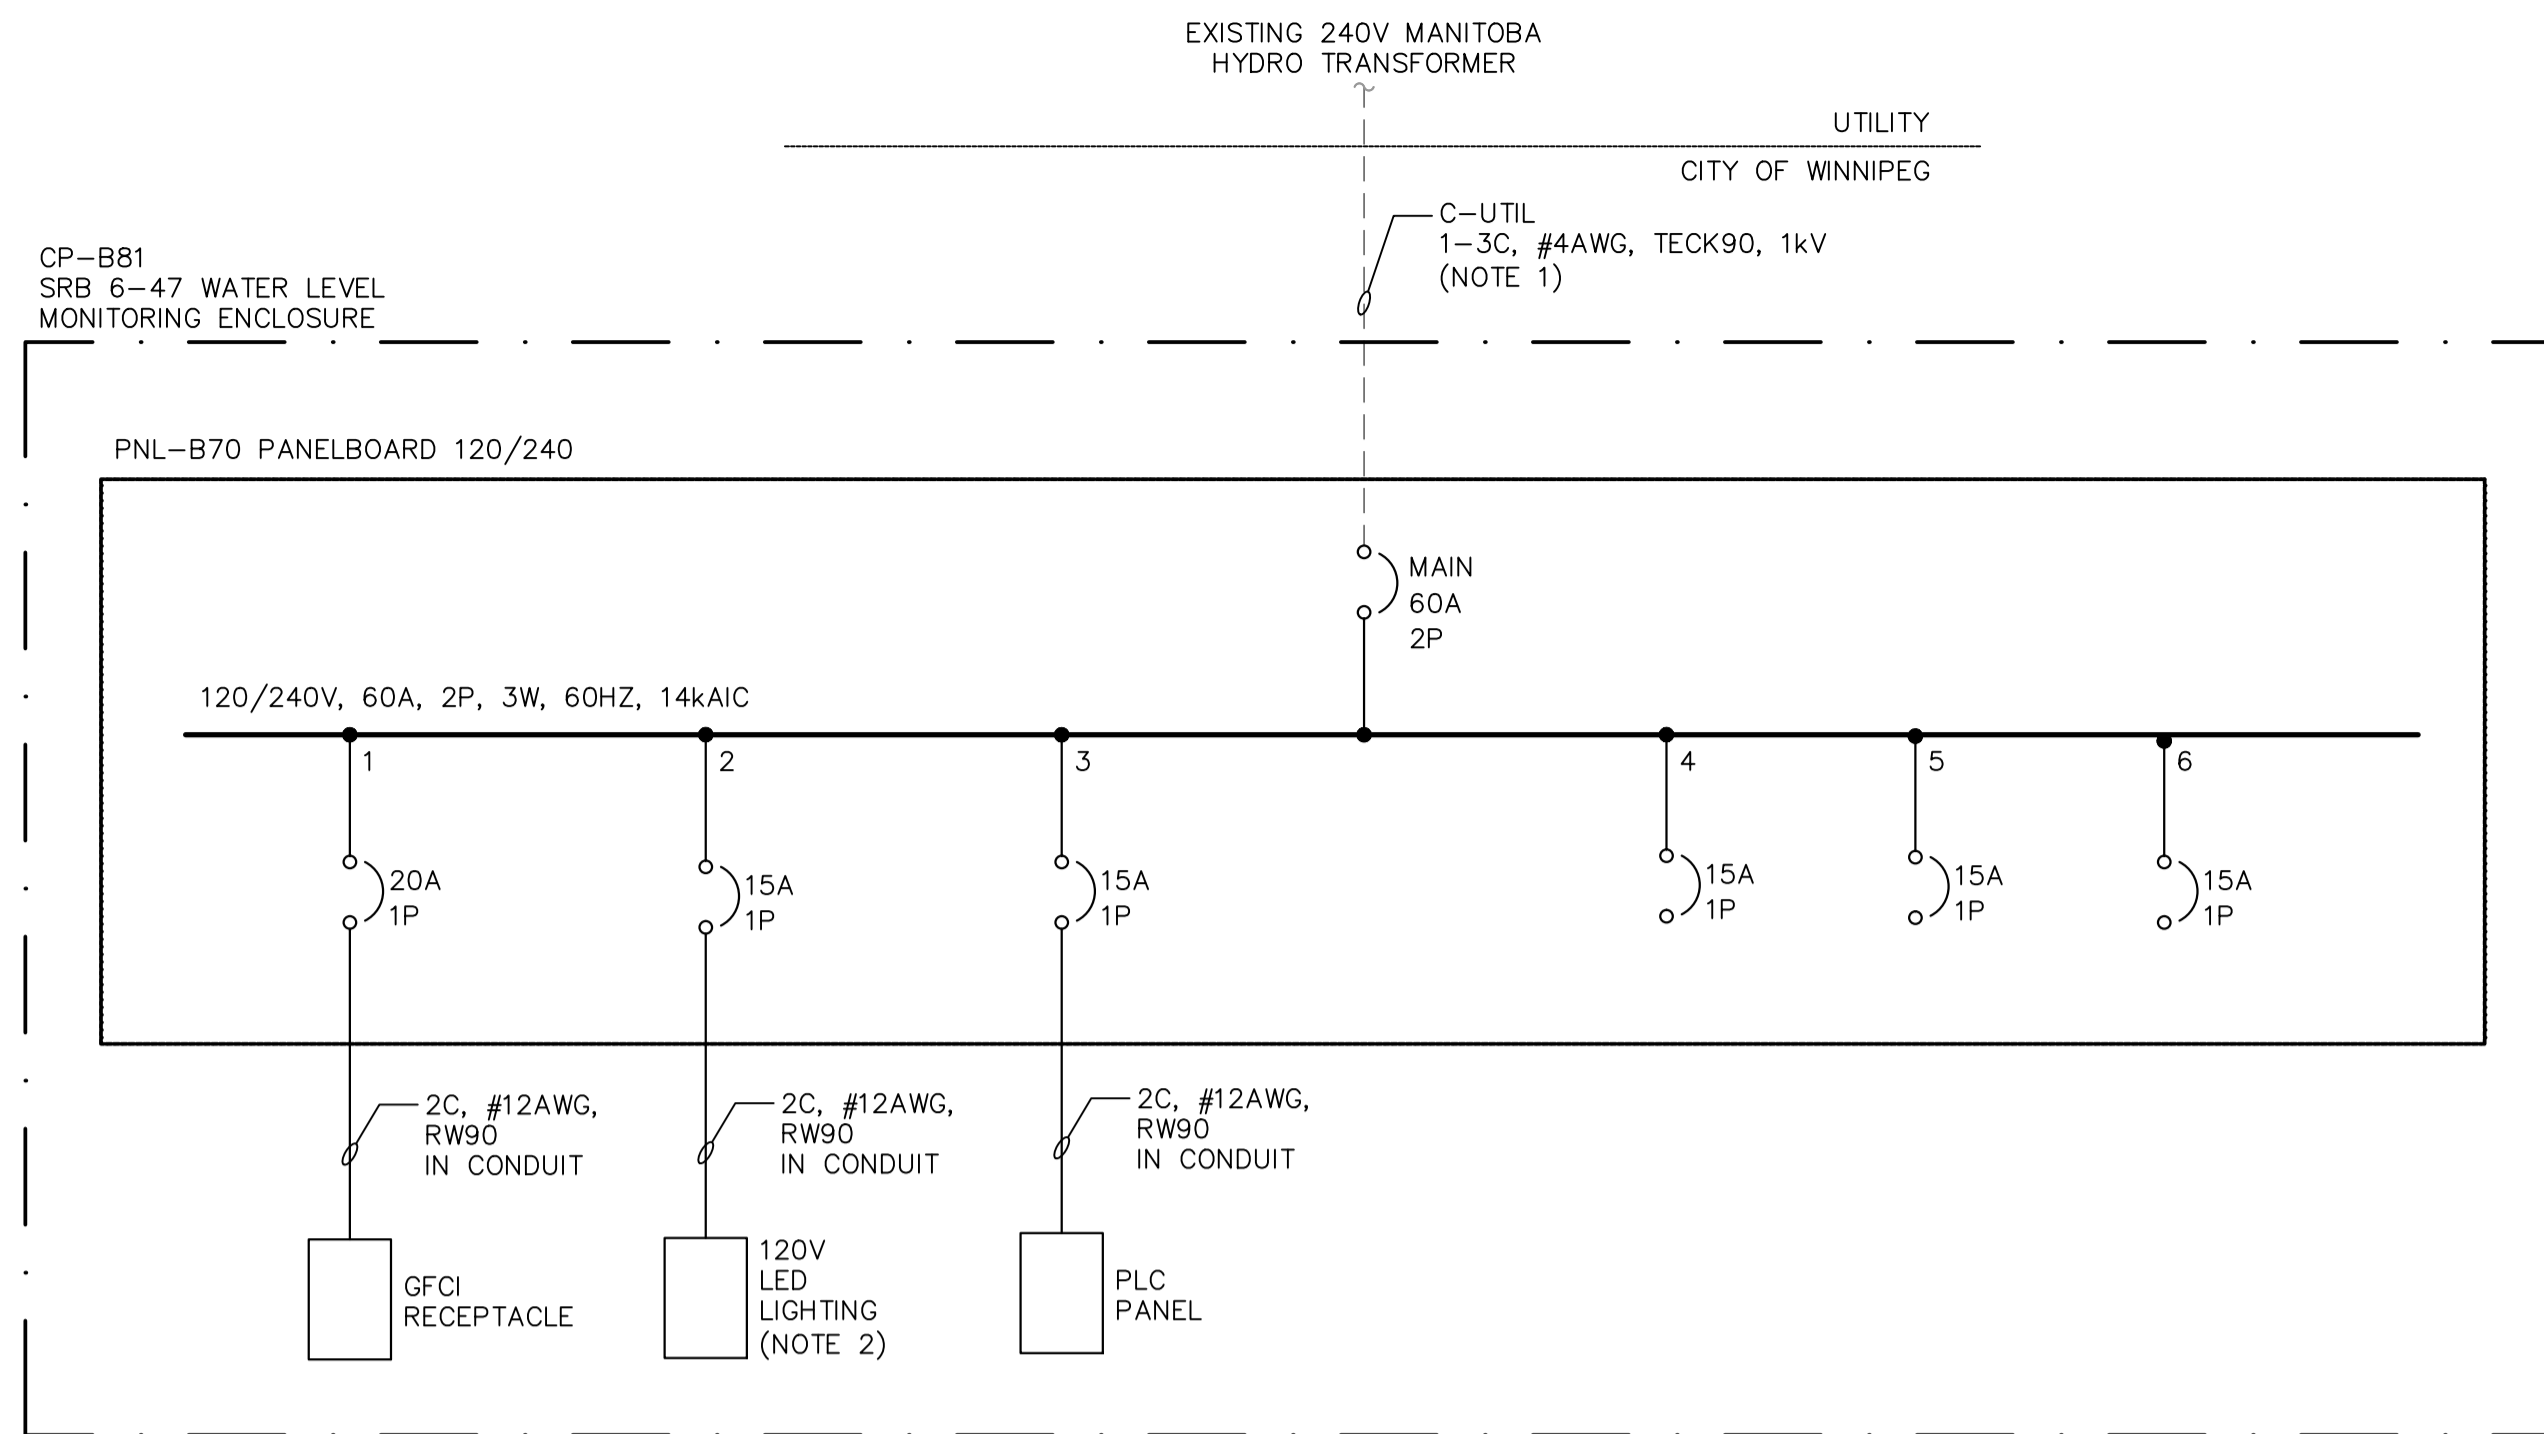 EXISTING 240V MANITOBA
HYDRO TRANSFORMER
UTILITY
CITY OF WINNIPEG
C-UTIL
1-3C, #4AWG, TECK90, 1kV
(NOTE 1)
CP-B81
SRB 6-47 WATER LEVEL
MONITORING ENCLOSURE
PNL-B70 PANELBOARD 120/240
MAIN
60A
2P
120/240V, 60A, 2P, 3W, 60HZ, 14kAIC
1
2
3
4
5
6
20A
1P
15A
1P
15A
1P
15A
1P
15A
1P
15A
1P
2C, #12AWG,
RW90
IN CONDUIT
2C, #12AWG,
RW90
IN CONDUIT
2C, #12AWG,
RW90
IN CONDUIT
GFCI
RECEPTACLE
120V
LED
LIGHTING
(NOTE 2)
PLC
PANEL